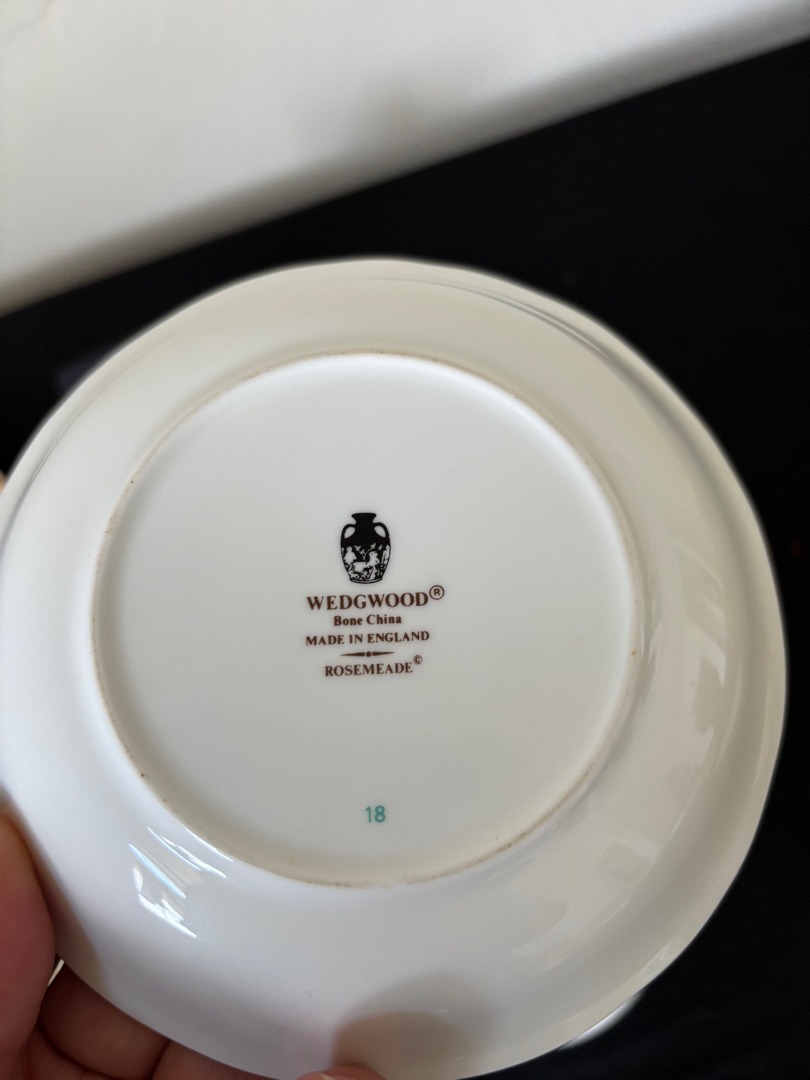 WEDGWOOD®
Bone China
MADE IN ENGLAND
ROSEMEADE©
18